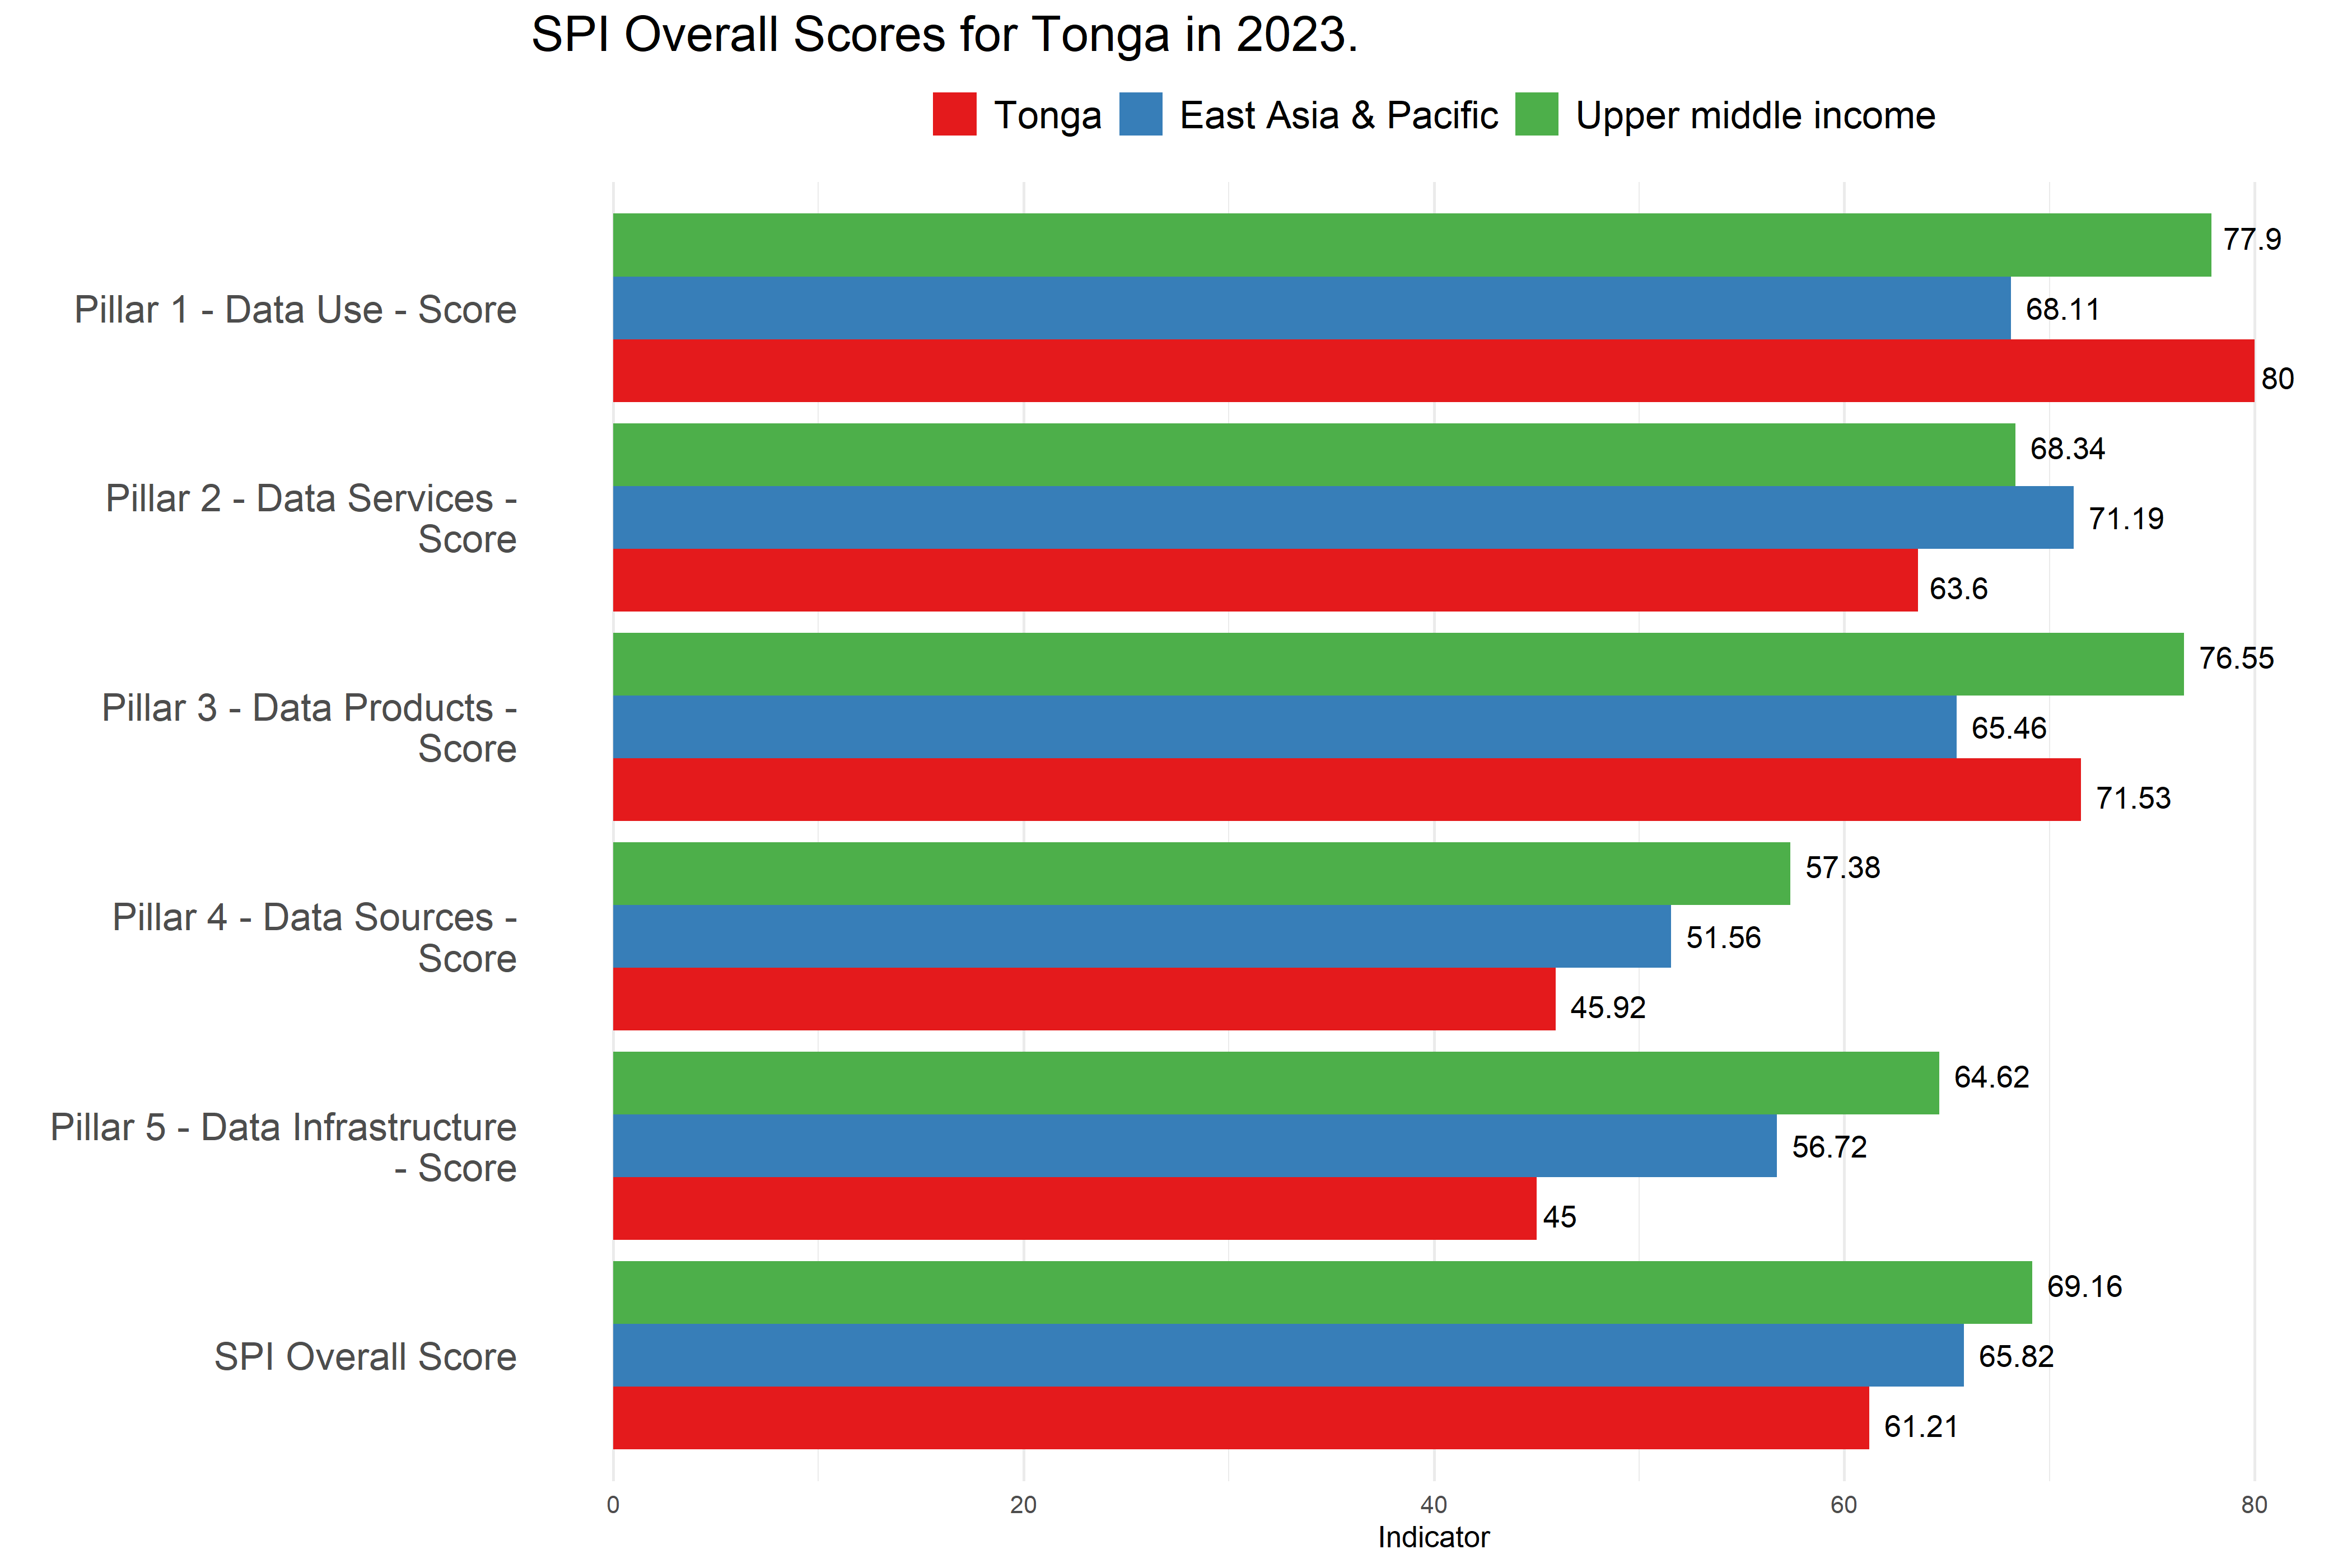 SPI Overall Scores for Tonga in 2023.
Tonga East Asia & Pacific Upper middle income
Pillar 1 - Data Use - Score
77.9
68.11
80
Pillar 2 - Data Services -
Score
68.34
71.19
63.6
Pillar 3 - Data Products -
Score
76.55
65.46
71.53
Pillar 4 - Data Sources -
Score
57.38
51.56
45.92
Pillar 5 - Data Infrastructure
- Score
64.62
56.72
45
SPI Overall Score
69.16
65.82
61.21
0 20 40 60 80
Indicator